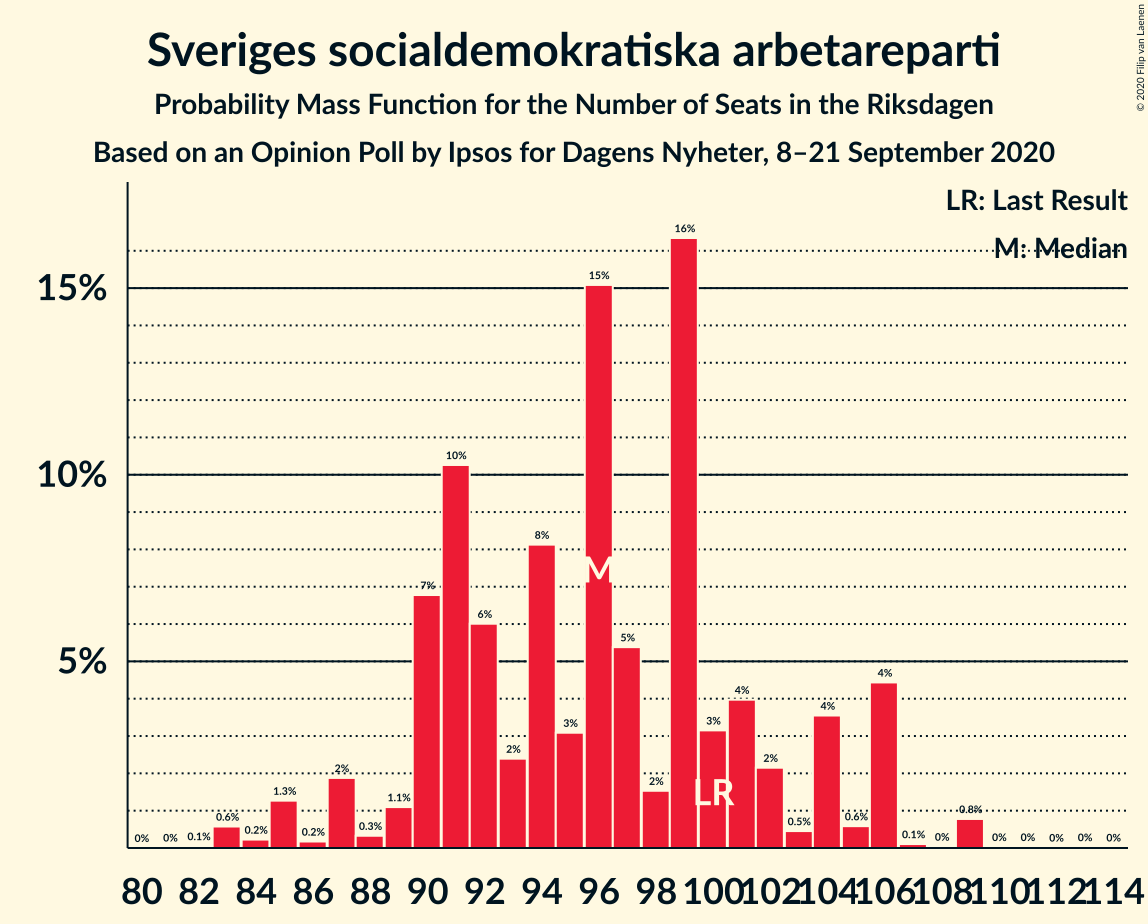 Sveriges socialdemokratiska arbetareparti
Probability Mass Function for the Number of Seats in the Riksdagen
Based on an Opinion Poll by Ipsos for Dagens Nyheter, 8–21 September 2020
© 2020 Filip van Laenen
LR: Last Result
M: Median
15%
10%
5%
0% 0% 0.1% 0.6% 0.2% 1.3% 0.2% 2% 0.3% 1.1% 7% 10% 6% 2% 8% 3% 15% 5% 2% 16% 3% 4% 2% 0.5% 4% 0.6% 4% 0.1% 0% 0.8% 0% 0% 0% 0% 0%
M
LR
80 82 84 86 88 90 92 94 96 98 100 102 104 106 108 110 112 114